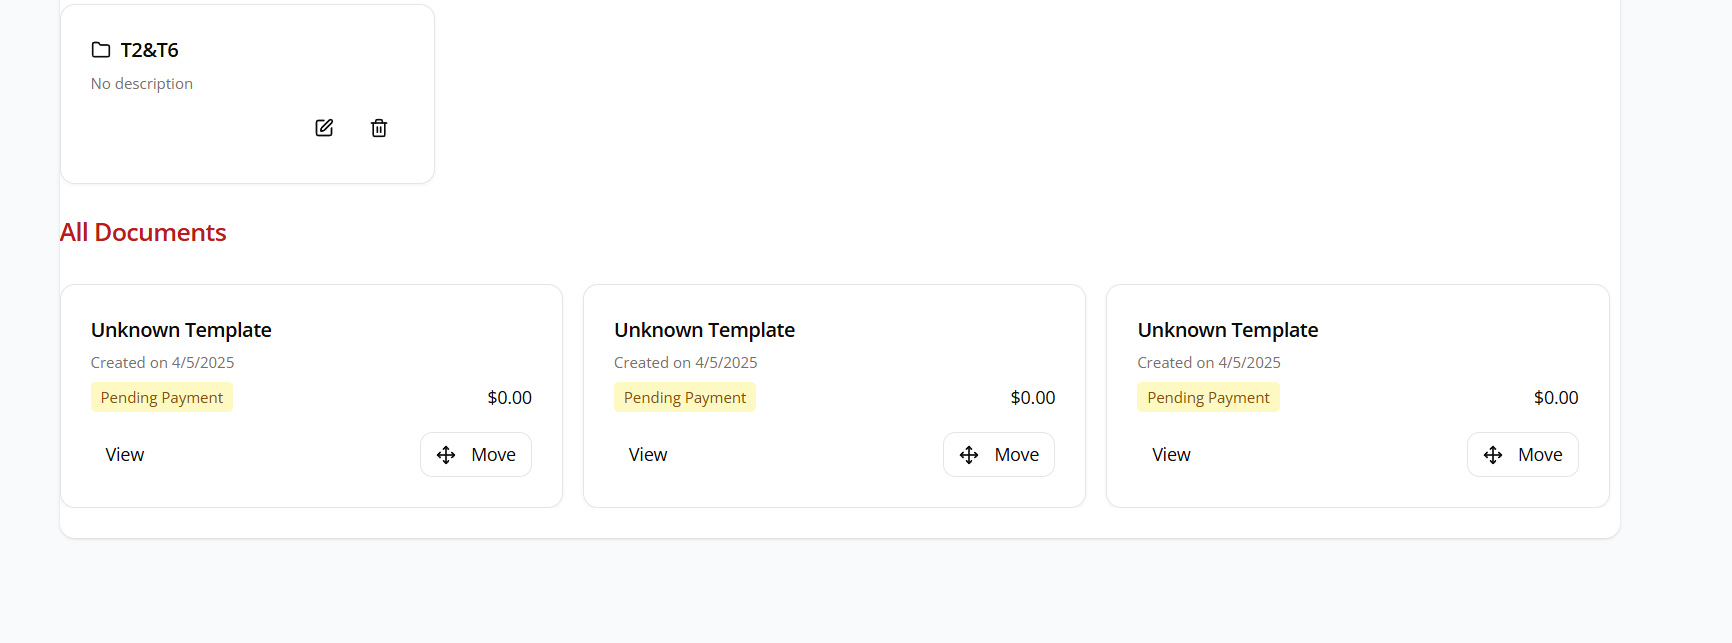 T2&T6
No description
All Documents
Unknown Template
Created on 4/5/2025
Pending Payment $0.00
View Move
Unknown Template
Created on 4/5/2025
Pending Payment $0.00
View Move
Unknown Template
Created on 4/5/2025
Pending Payment $0.00
View Move